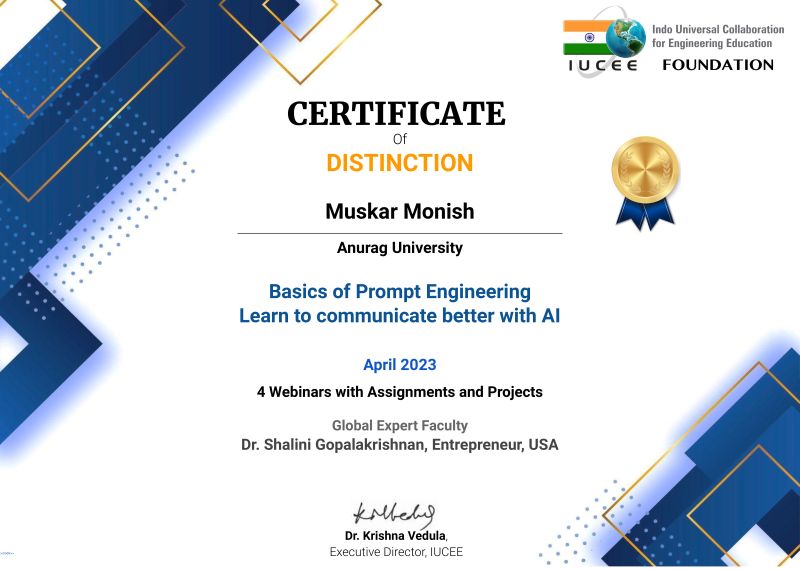 Indo Universal Collaboration
for Engineering Education
IUCEE FOUNDATION
CERTIFICATE
Of
DISTINCTION
Muskar Monish
Anurag University
Basics of Prompt Engineering
Learn to communicate better with AI
April 2023
4 Webinars with Assignments and Projects
Global Expert Faculty
Dr. Shalini Gopalakrishnan, Entrepreneur, USA
Dr. Krishna Vedula,
Executive Director, IUCEE